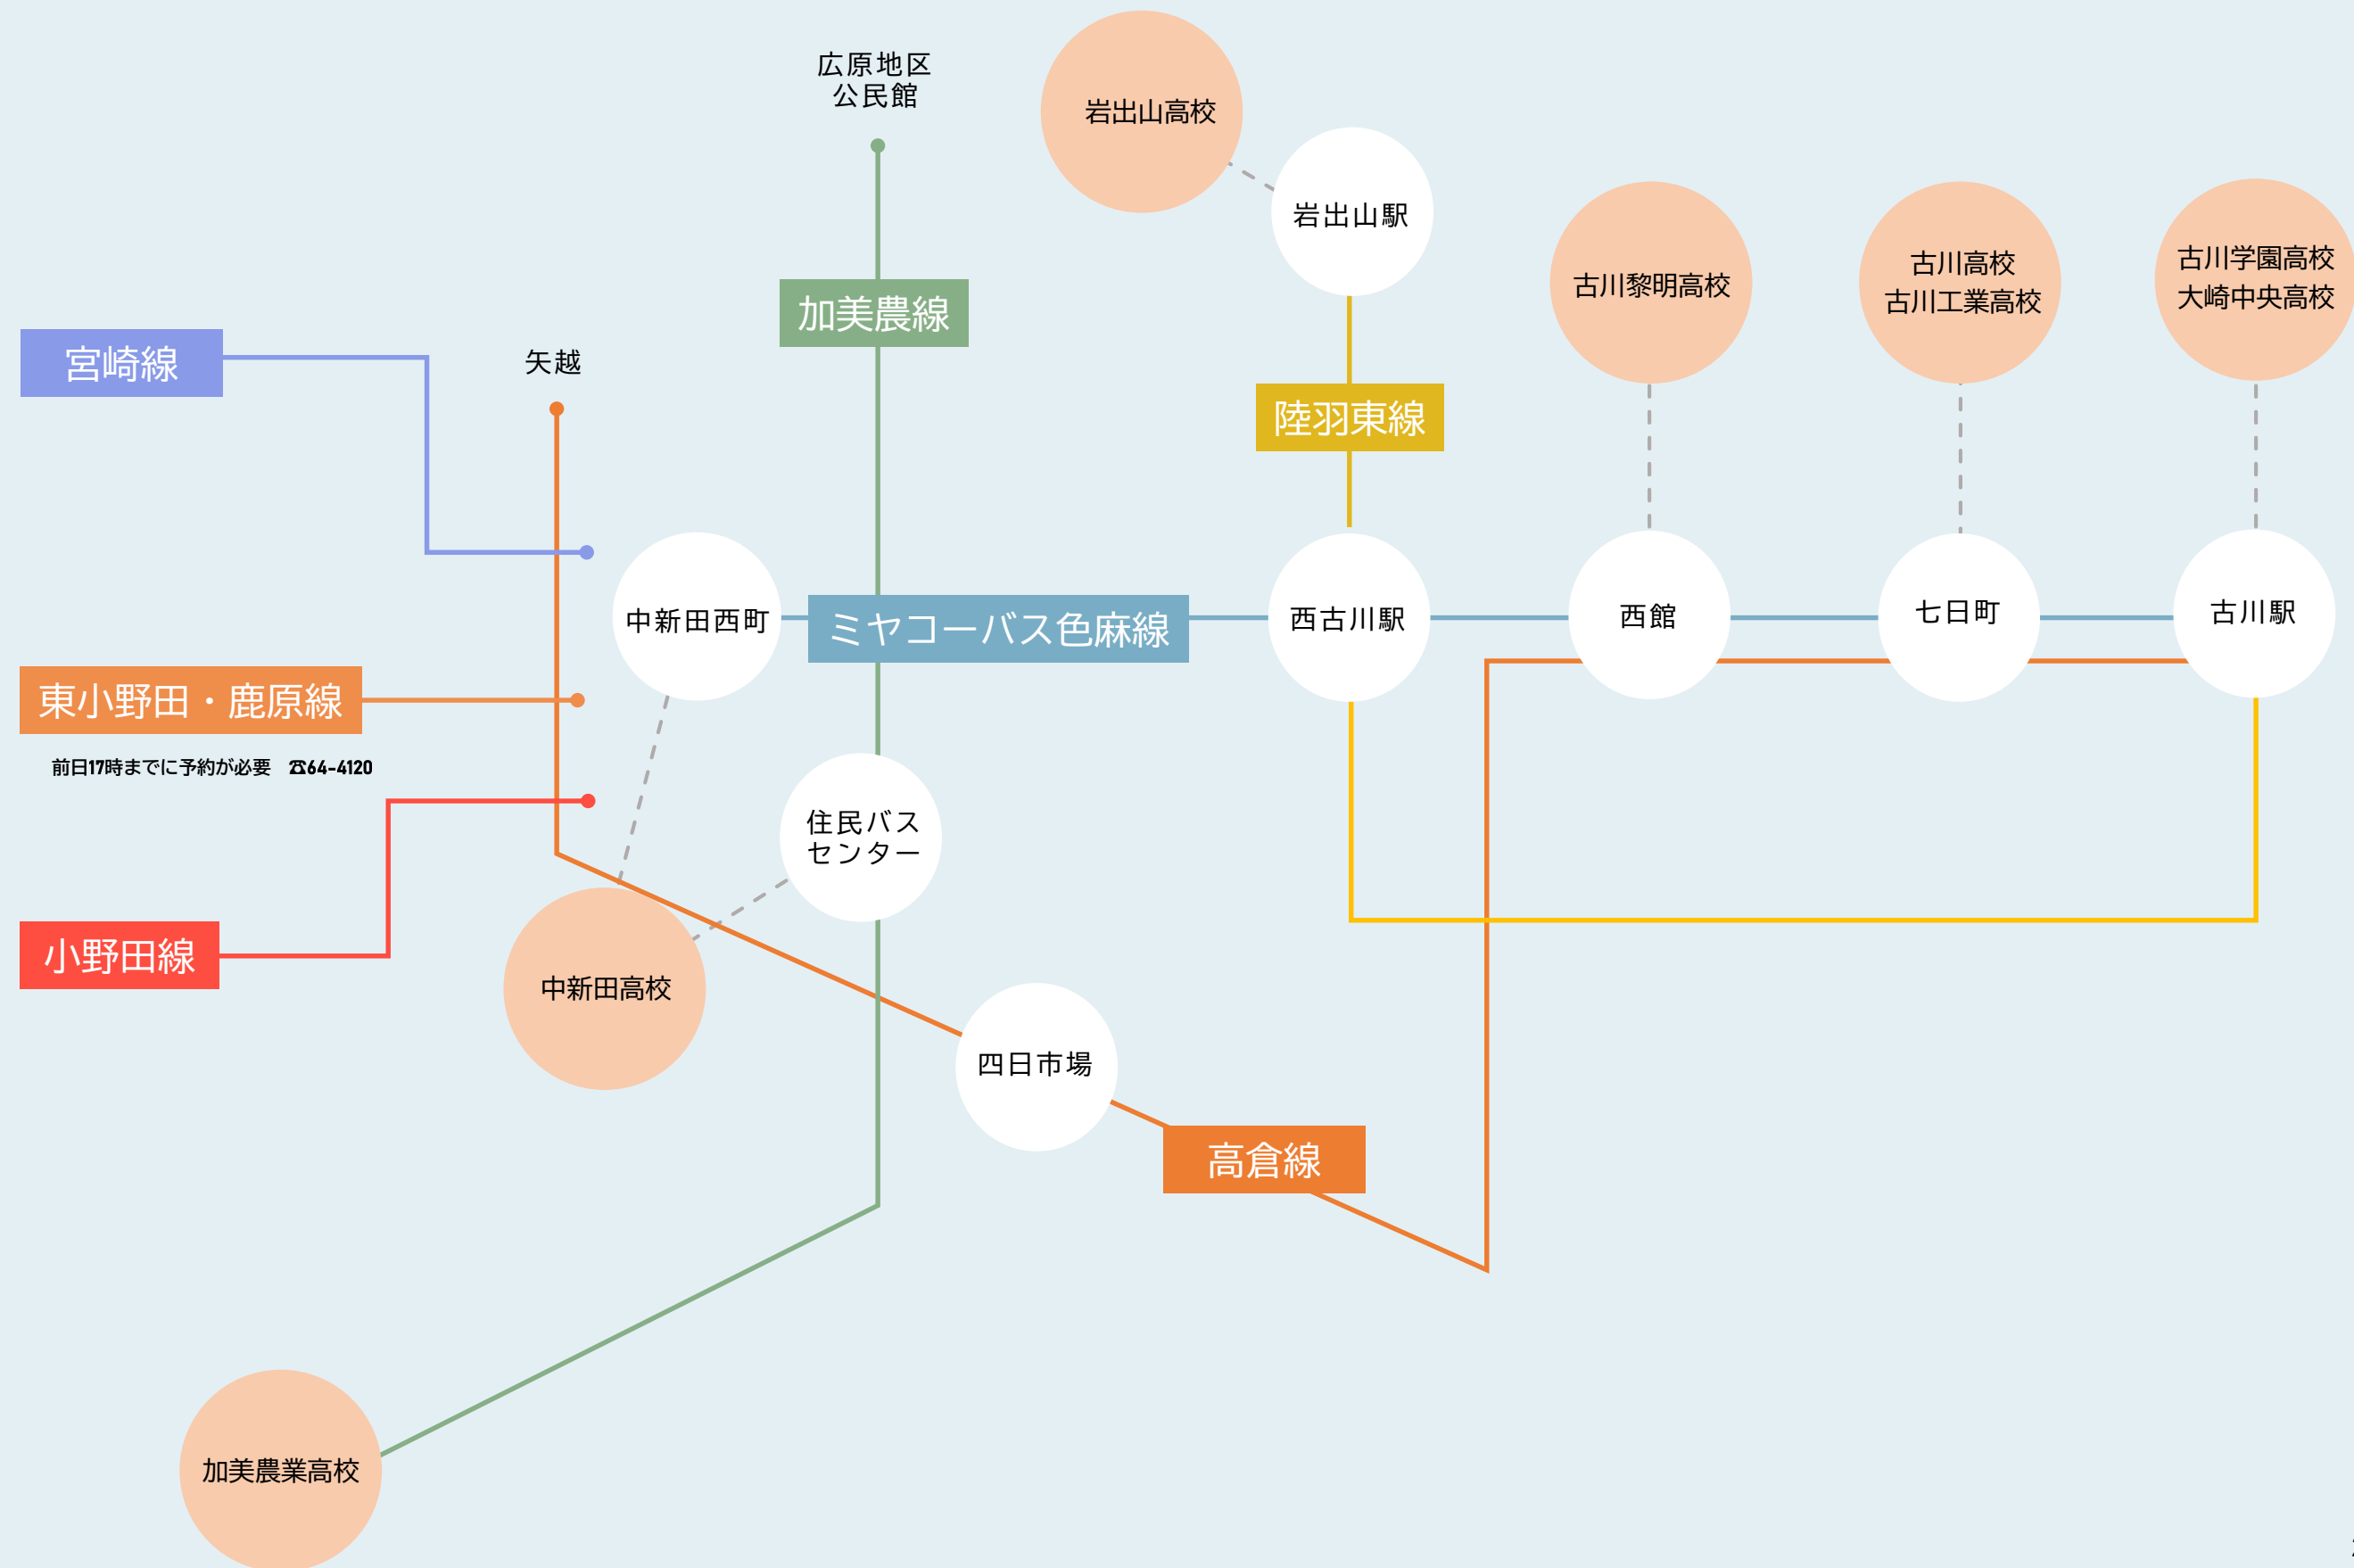 広原地区
公民館
岩出山高校
岩出山駅
古川黎明高校
古川高校
古川工業高校
古川学園高校
大崎中央高校
加美農線
宮崎線
矢越
陸羽東線
中新田西町
ミヤコーバス色麻線
西古川駅
西館
七日町
古川駅
東小野田・鹿原線
前日17時までに予約が必要　☎64-4120
住民バス
センター
小野田線
中新田高校
四日市場
高倉線
加美農業高校